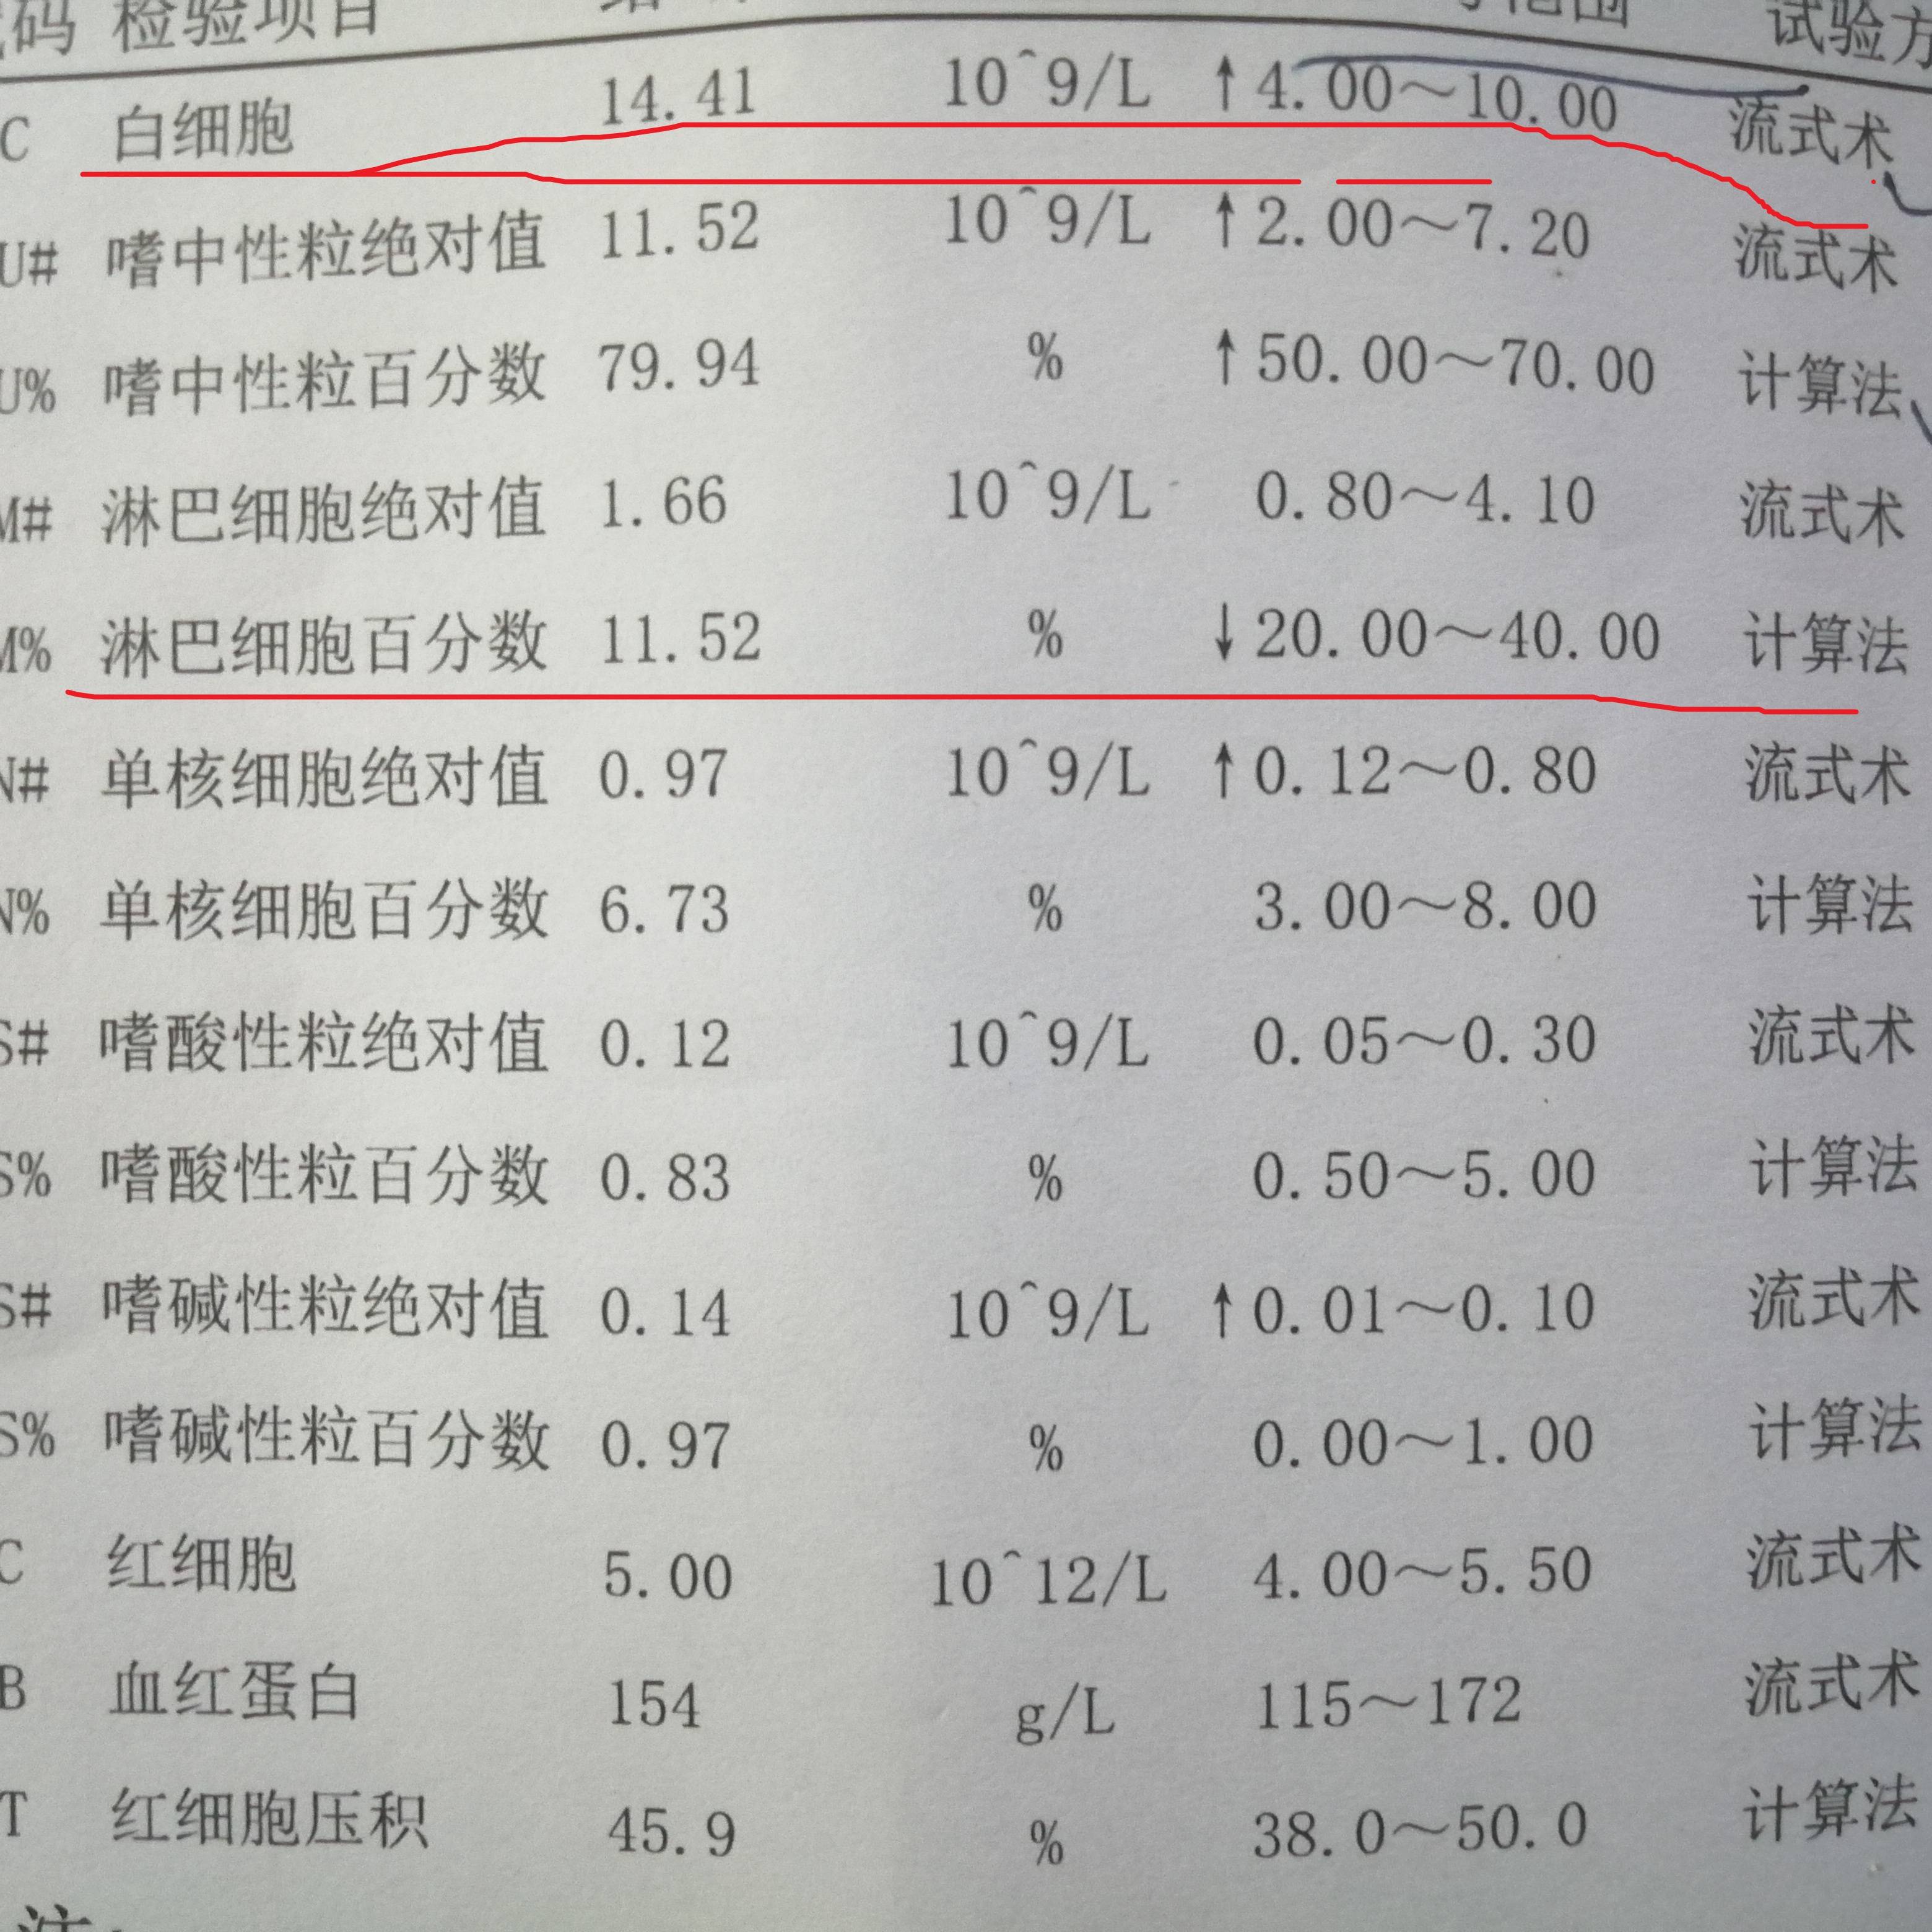 码 检验项目 试验方
C 白细胞 14.41 10^9/L ↑4.00～10.00 流式术
U# 嗜中性粒绝对值 11.52 10^9/L ↑2.00～7.20 流式术
U% 嗜中性粒百分数 79.94 % ↑50.00～70.00 计算法
M# 淋巴细胞绝对值 1.66 10^9/L 0.80～4.10 流式术
M% 淋巴细胞百分数 11.52 % ↓20.00～40.00 计算法
N# 单核细胞绝对值 0.97 10^9/L ↑0.12～0.80 流式术
N% 单核细胞百分数 6.73 % 3.00～8.00 计算法
S# 嗜酸性粒绝对值 0.12 10^9/L 0.05～0.30 流式术
S% 嗜酸性粒百分数 0.83 % 0.50～5.00 计算法
S# 嗜碱性粒绝对值 0.14 10^9/L ↑0.01～0.10 流式术
S% 嗜碱性粒百分数 0.97 % 0.00～1.00 计算法
C 红细胞 5.00 10^12/L 4.00～5.50 流式术
B 血红蛋白 154 g/L 115～172 流式术
T 红细胞压积 45.9 % 38.0～50.0 计算法